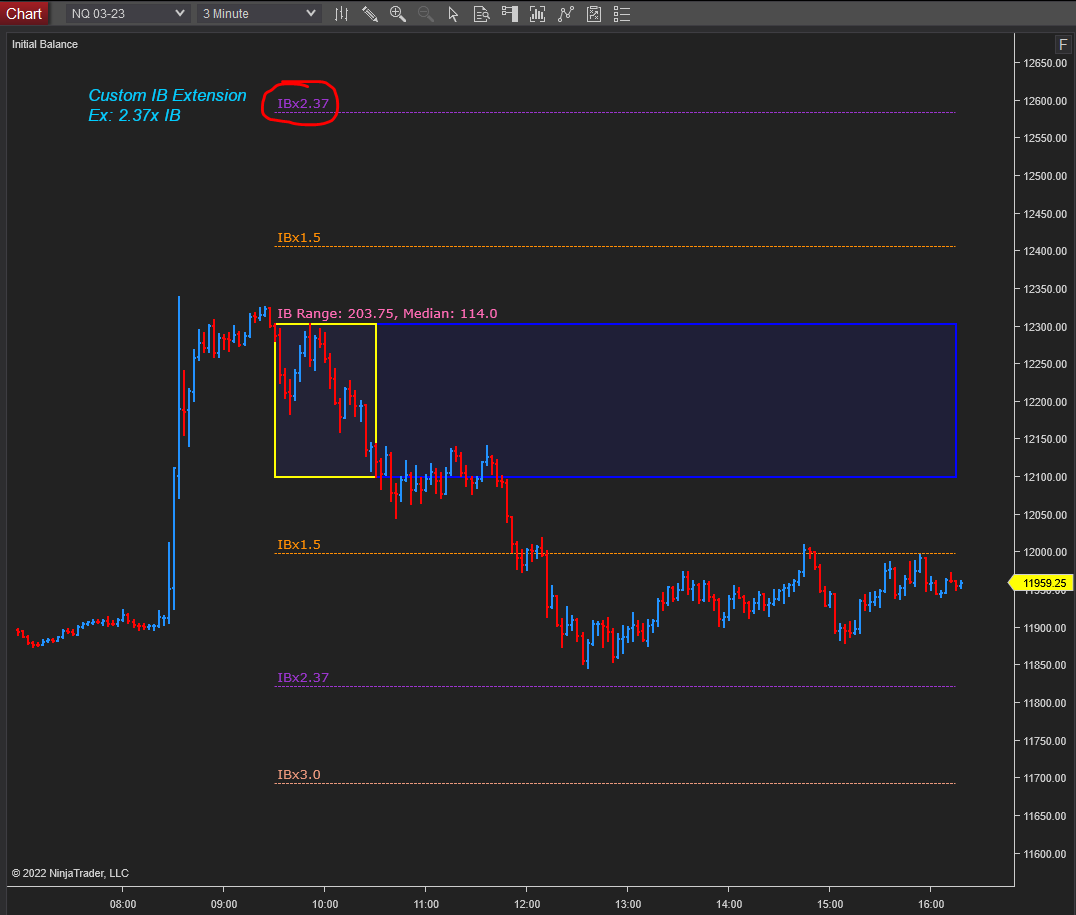 Chart NQ 03-23 3 Minute
Initial Balance
F
Custom IB Extension
Ex: 2.37x IB
IBx2.37
IBx1.5
IB Range: 203.75, Median: 114.0
IBx1.5
IBx2.37
IBx3.0
12650.00
12600.00
12550.00
12500.00
12450.00
12400.00
12350.00
12300.00
12250.00
12200.00
12150.00
12100.00
12050.00
12000.00
11959.25
11900.00
11850.00
11800.00
11750.00
11700.00
11650.00
11600.00
© 2022 NinjaTrader, LLC
08:00 09:00 10:00 11:00 12:00 13:00 14:00 15:00 16:00